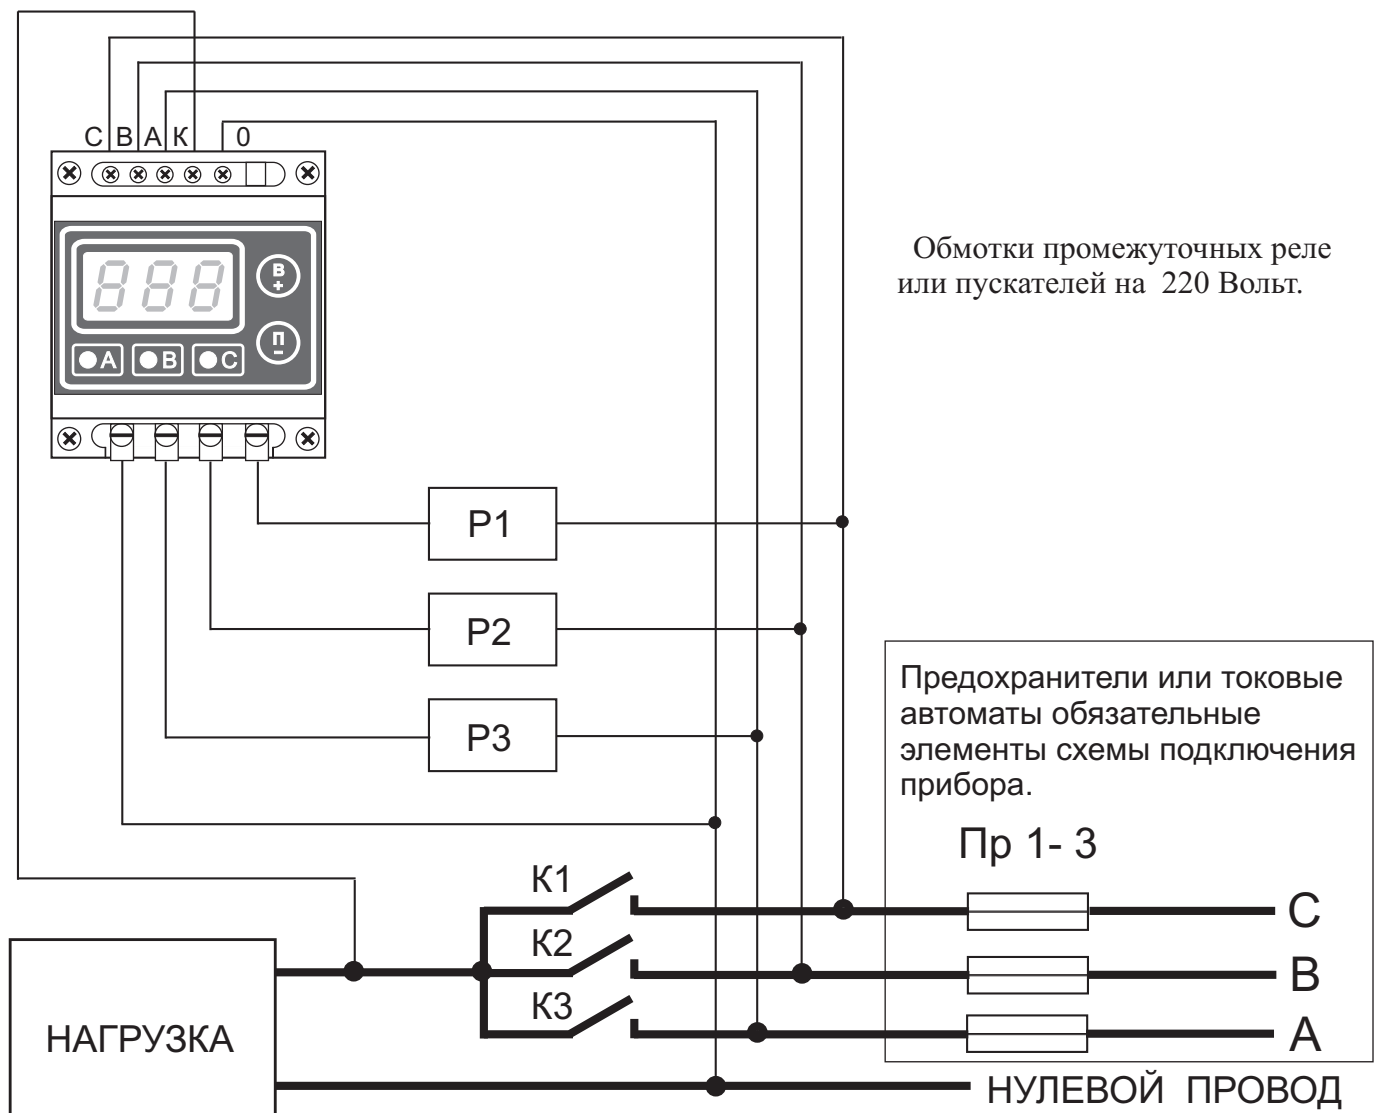 С В А К 0
888
В
+
П
-
А В С
Обмотки промежуточных реле
или пускателей на 220 Вольт.
Р1
Р2
Р3
Предохранители или токовые
автоматы обязательные
элементы схемы подключения
прибора.
Пр 1- 3
К1
С
К2
В
К3
А
НАГРУЗКА
НУЛЕВОЙ ПРОВОД